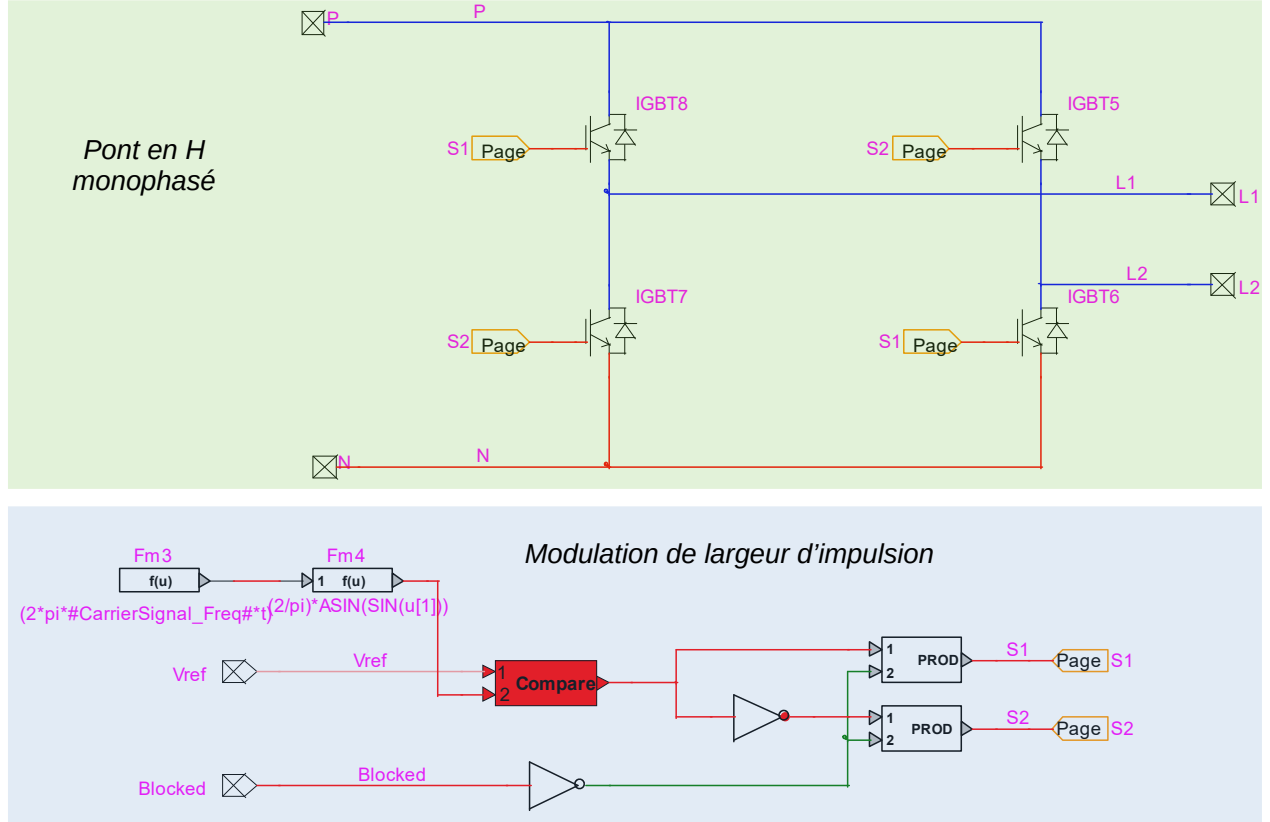 P
P
IGBT8
IGBT5
Pont en H
monophasé
S1
Page
S2
Page
L1
L1
L2
L2
IGBT7
IGBT6
S2
Page
S1
Page
N
N
Modulation de largeur d’impulsion
Fm3
Fm4
f(u)
1
f(u)
(2*pi*#CarrierSignal_Freq#*t)
(2/pi)*ASIN(SIN(u[1]))
Vref
Vref
1
Compare
2
1
PROD
2
S1
Page
S1
1
PROD
2
S2
Page
S2
Blocked
Blocked